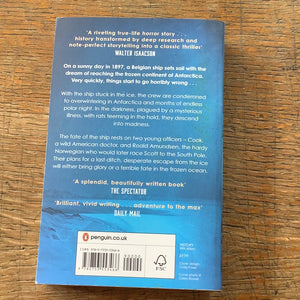 'A riveting true-life horror story . . .
history transformed by deep research and
note-perfect storytelling into a classic thriller'
WALTER ISAACSON
On a sunny day in 1897, a Belgian ship sets sail with the
dream of reaching the frozen continent of Antarctica.
Very quickly, things start to go horribly wrong . . .
With the ship stuck in the ice, the crew are condemned
to overwintering in Antarctica and months of endless
polar night. In the darkness, plagued by a mysterious
illness, with rats teeming in the hold, they descend
into madness.
The fate of the ship rests on two young officers – Cook,
a wild American doctor, and Roald Amundsen, the hardy
Norwegian who would later race Scott to the South Pole.
Their plans for a last-ditch, desperate escape from the ice
will either bring glory or a terrible fate in the frozen ocean.
'A splendid, beautifully written book'
THE SPECTATOR
'Brilliant, vivid writing . . . adventure to the max'
DAILY MAIL
penguin.co.uk
FSC